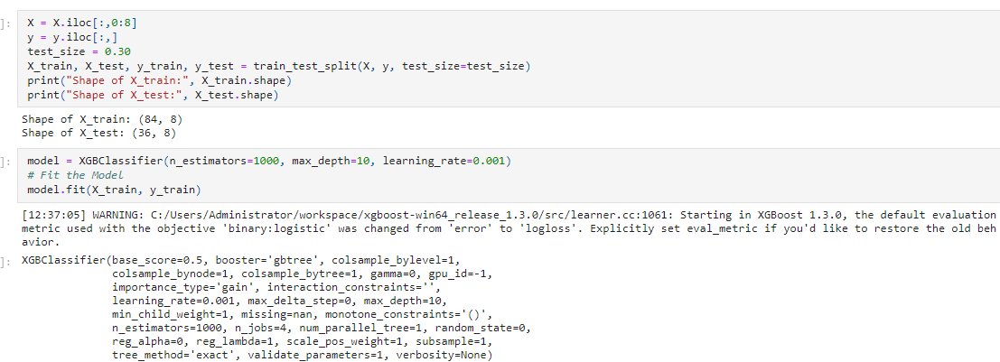 ]:
X = X.iloc[:,0:8]
y = y.iloc[:,]
test_size = 0.30
X_train, X_test, y_train, y_test = train_test_split(X, y, test_size=test_size)
print("Shape of X_train:", X_train.shape)
print("Shape of X_test:", X_test.shape)
Shape of X_train: (84, 8)
Shape of X_test: (36, 8)
]:
model = XGBClassifier(n_estimators=1000, max_depth=10, learning_rate=0.001)
# Fit the Model
model.fit(X_train, y_train)
[12:37:05] WARNING: C:/Users/Administrator/workspace/xgboost-win64_release_1.3.0/src/learner.cc:1061: Starting in XGBoost 1.3.0, the default evaluation
metric used with the objective 'binary:logistic' was changed from 'error' to 'logloss'. Explicitly set eval_metric if you'd like to restore the old beh
avior.
]:
XGBClassifier(base_score=0.5, booster='gbtree', colsample_bylevel=1,
colsample_bynode=1, colsample_bytree=1, gamma=0, gpu_id=-1,
importance_type='gain', interaction_constraints='',
learning_rate=0.001, max_delta_step=0, max_depth=10,
min_child_weight=1, missing=nan, monotone_constraints='()',
n_estimators=1000, n_jobs=4, num_parallel_tree=1, random_state=0,
reg_alpha=0, reg_lambda=1, scale_pos_weight=1, subsample=1,
tree_method='exact', validate_parameters=1, verbosity=None)